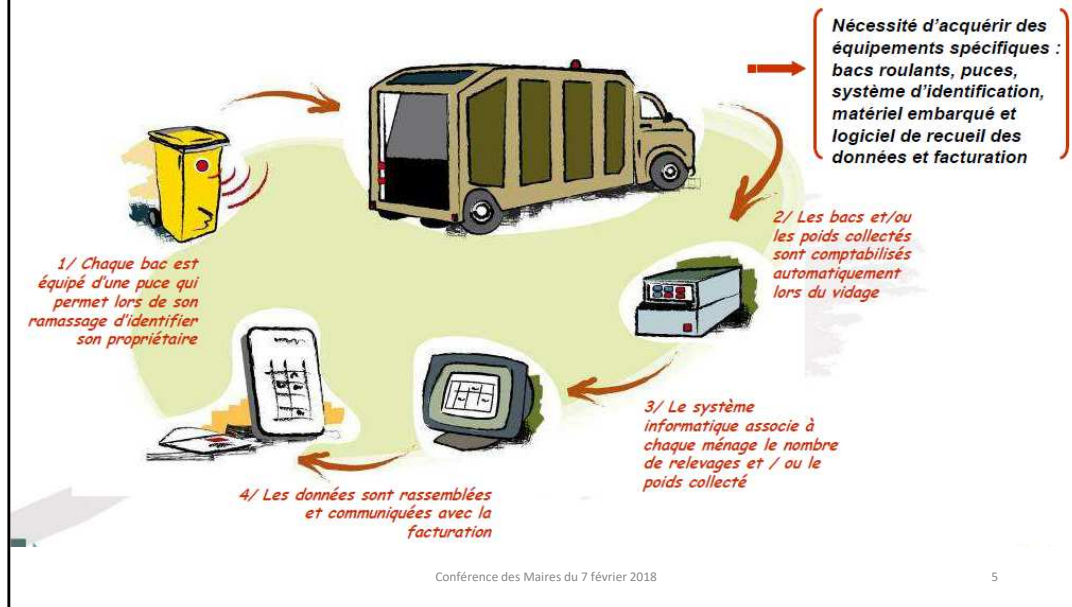 Nécessité d'acquérir des
équipements spécifiques :
bacs roulants, puces,
système d'identification,
matériel embarqué et
logiciel de recueil des
données et facturation
1/ Chaque bac est
équipé d'une puce qui
permet lors de son
ramassage d'identifier
son propriétaire
2/ Les bacs et/ou
les poids collectés
sont comptabilisés
automatiquement
lors du vidage
3/ Le système
informatique associe à
chaque ménage le nombre
de relevages et / ou le
poids collecté
4/ Les données sont rassemblées
et communiquées avec la
facturation
Conférence des Maires du 7 février 2018
5